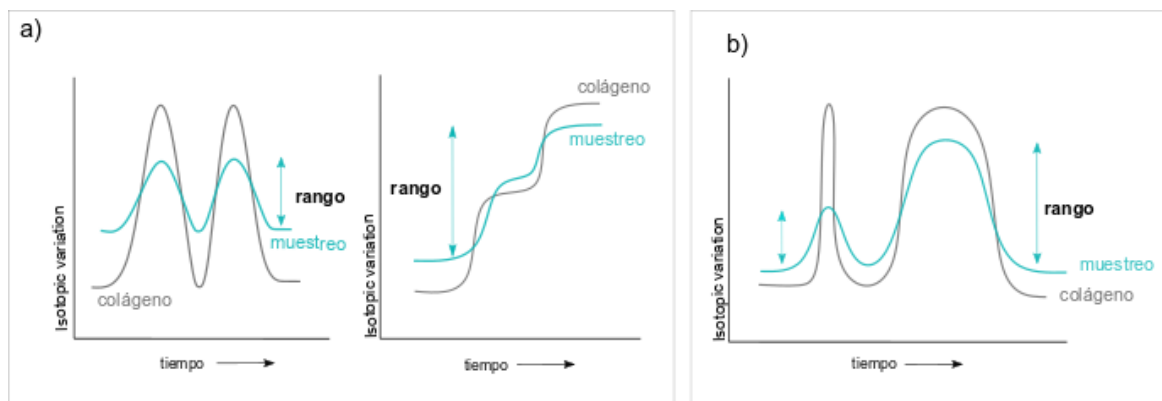 a)
Isotopic variation
colágeno
rango
muestreo
tiempo
Isotopic variation
rango
colágeno
muestreo
tiempo
b)
Isotopic variation
rango
muestreo
colágeno
tiempo